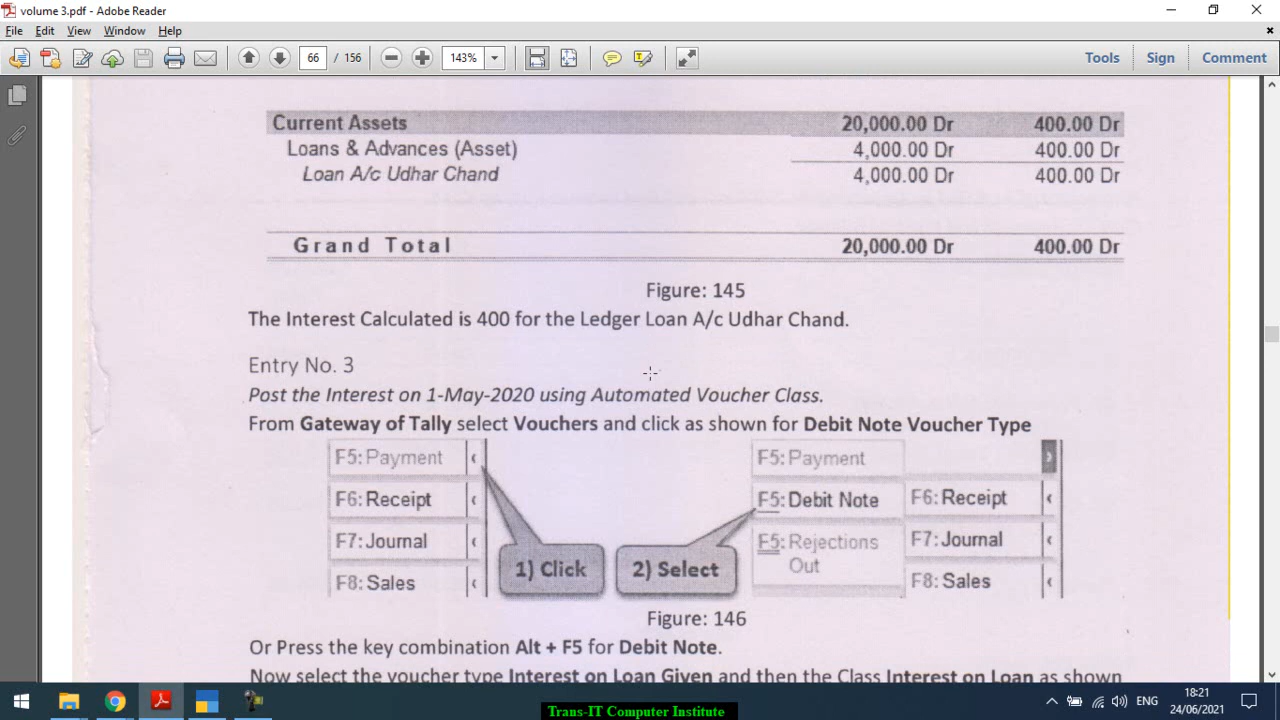 volume 3.pdf - Adobe Reader
File Edit View Window Help
66 / 156 143% Tools Sign Comment
Current Assets 20,000.00 Dr 400.00 Dr
Loans & Advances (Asset) 4,000.00 Dr 400.00 Dr
Loan A/c Udhar Chand 4,000.00 Dr 400.00 Dr
Grand Total 20,000.00 Dr 400.00 Dr
Figure: 145
The Interest Calculated is 400 for the Ledger Loan A/c Udhar Chand.
Entry No. 3
Post the Interest on 1-May-2020 using Automated Voucher Class.
From Gateway of Tally select Vouchers and click as shown for Debit Note Voucher Type
F5: Payment
F6: Receipt
F7: Journal
F8: Sales
1) Click
2) Select
F5: Payment
F5: Debit Note F6: Receipt
F5: Rejections Out F7: Journal
F8: Sales
Figure: 146
Or Press the key combination Alt + F5 for Debit Note.
Now select the voucher type Interest on Loan Given and then the Class Interest on Loan as shown
ENG 18:21
24/06/2021
Trans-IT Computer Institute